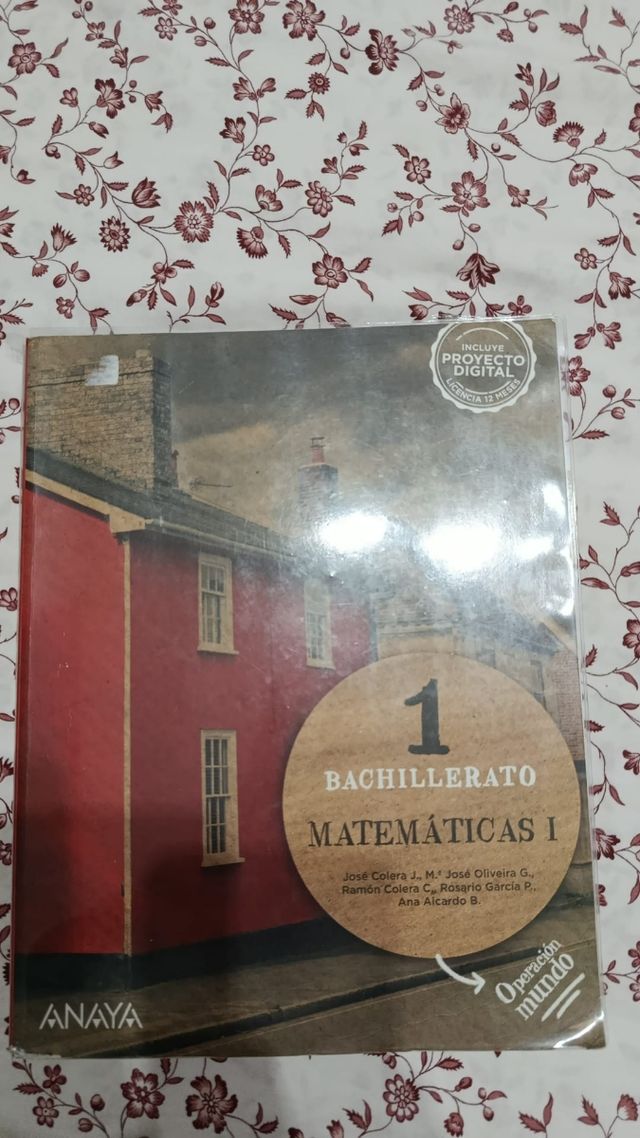 INCLUYE
PROYECTO
DIGITAL
LICENCIA 12 MESES
1
BACHILLERATO
MATEMÁTICAS I
José Colera J., M.ª José Oliveira G.,
Ramón Colera C., Rosario García P.,
Ana Aicardo B.
Operación
mundo
ANAYA